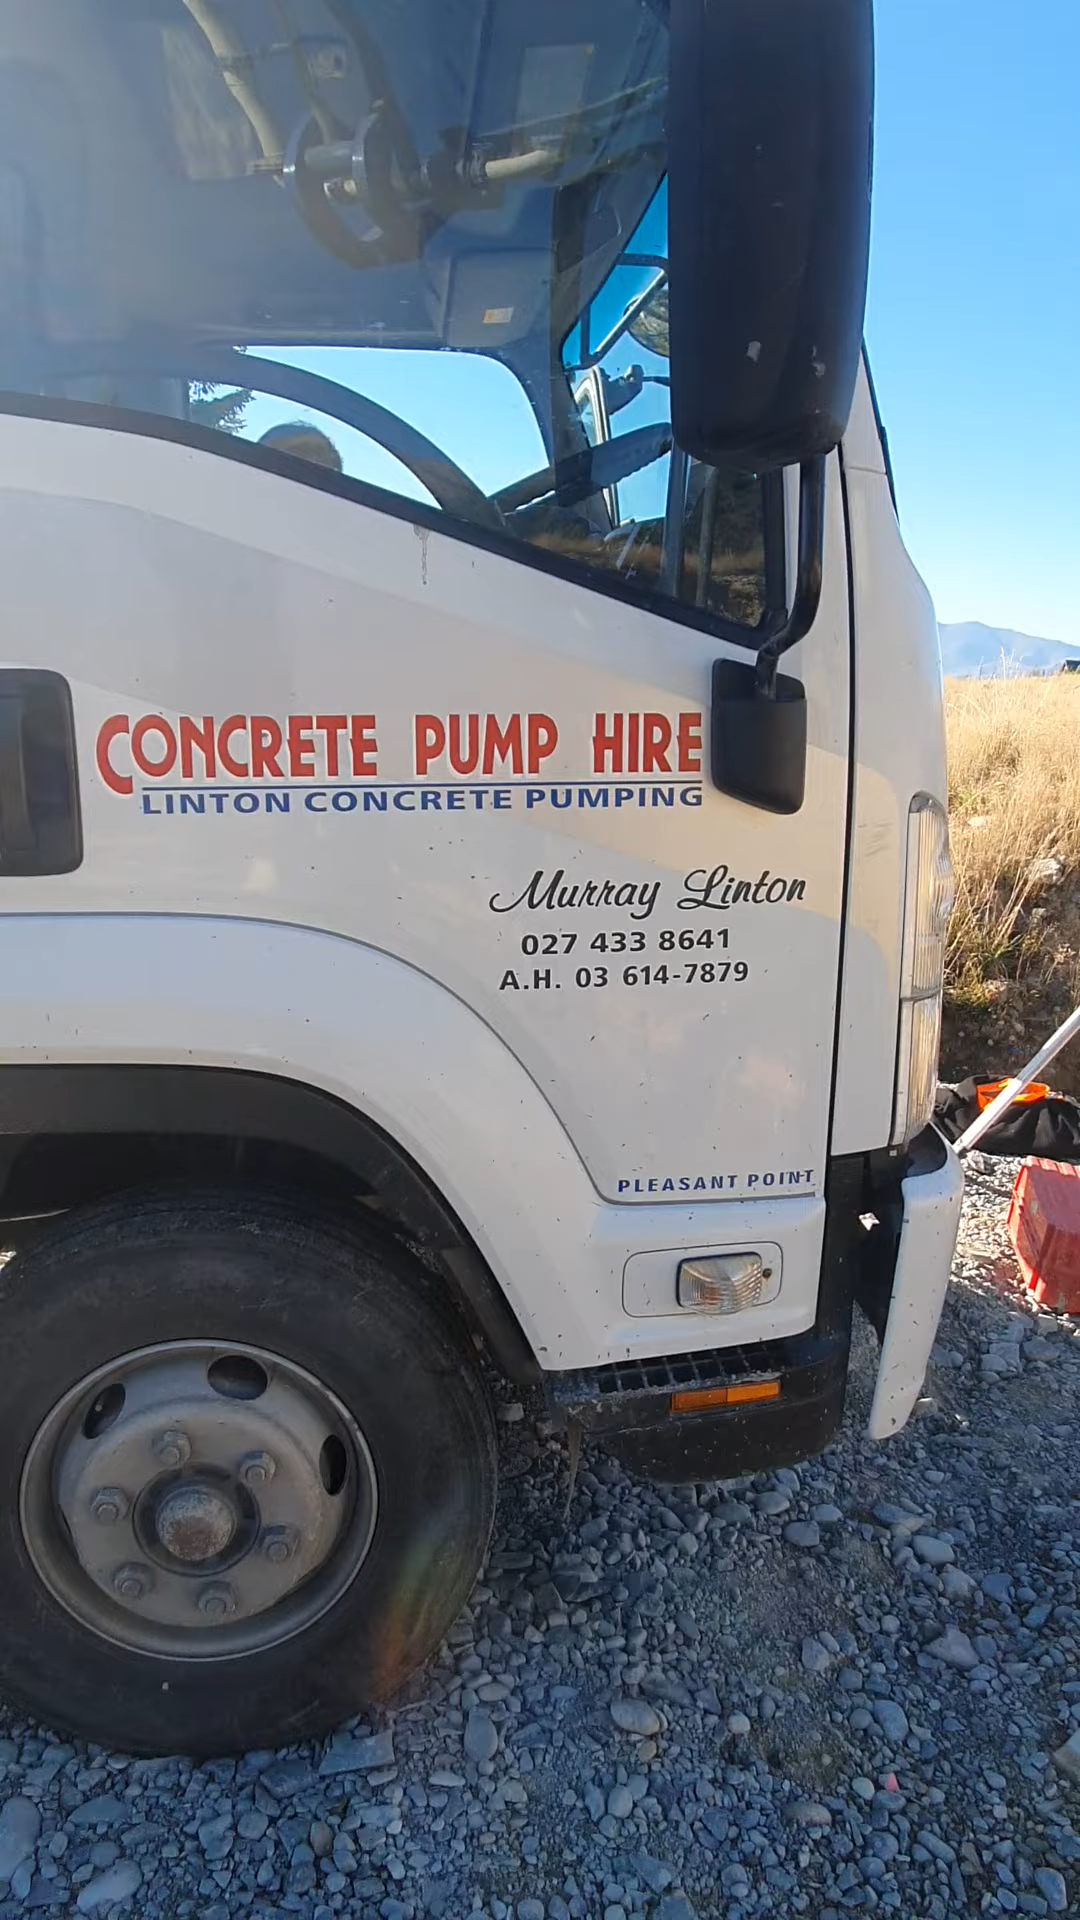 CONCRETE PUMP HIRE
LINTON CONCRETE PUMPING
Murray Linton
027 433 8641
A.H. 03 614-7879
PLEASANT POINT